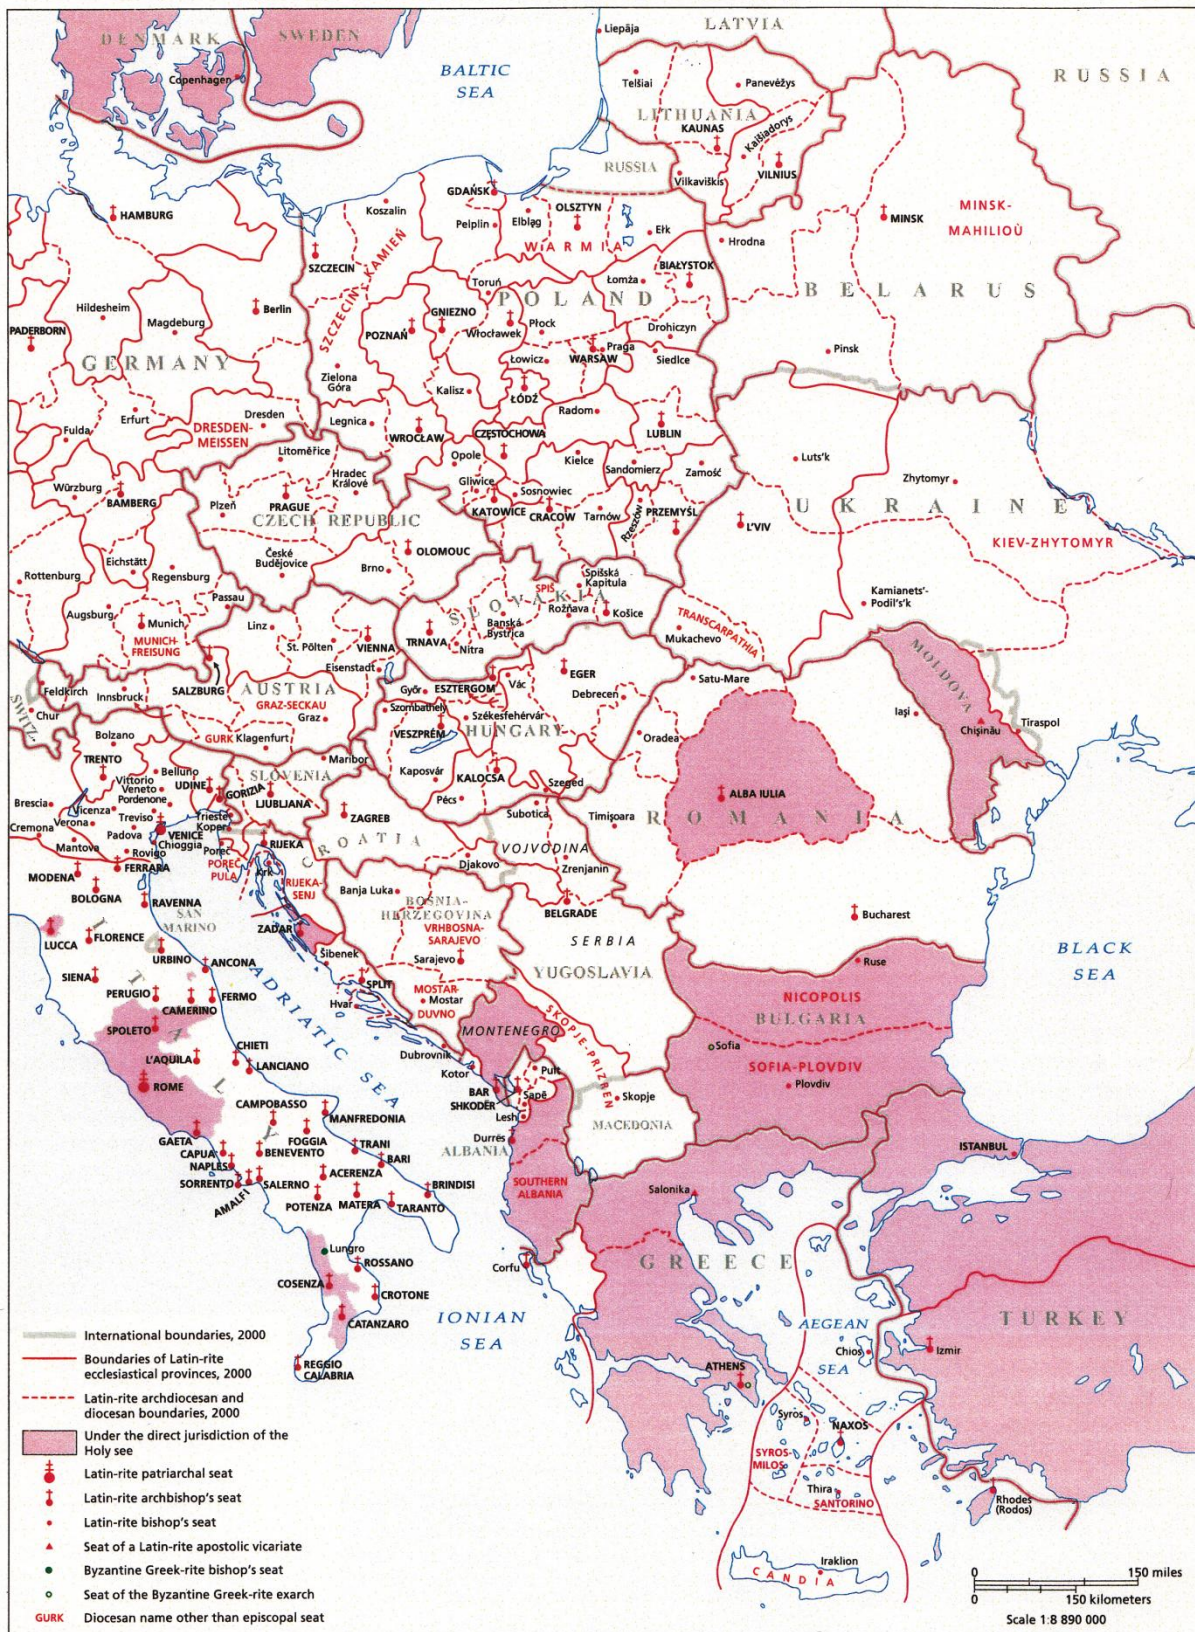 DENMARK
SWEDEN
Copenhagen
BALTIC
SEA
Liepāja
LATVIA
RUSSIA
Telšiai
Panevėžys
LITHUANIA
KAUNAS
Kaišiadorys
VILNIUS
Vilkaviškis
RUSSIA
MINSK
MINSK-
MAHILIOŬ
Hrodna
BELARUS
Pinsk
HAMBURG
Koszalin
GDAŃSK
Pelplin
Elbląg
OLSZTYN
WARMIA
Ełk
SZCZECIN
SZCZECIN-KAMIEŃ
BIAŁYSTOK
Łomża
Toruń
POLAND
Hildesheim
Berlin
Magdeburg
PADERBORN
GERMANY
POZNAŃ
GNIEZNO
Włocławek
Płock
Drohiczyn
Praga
WARSAW
Siedlce
Łowicz
Zielona
Góra
Kalisz
ŁÓDŹ
Radom
LUBLIN
Erfurt
Fulda
DRESDEN-
MEISSEN
Dresden
Legnica
WROCŁAW
CZĘSTOCHOWA
Opole
Kielce
Sandomierz
Zamość
Gliwice
Sosnowiec
KATOWICE
CRACOW
Tarnów
Rzeszów
PRZEMYŚL
Luts'k
Zhytomyr
UKRAINE
L'VIV
KIEV-ZHYTOMYR
Kamianets'-
Podil's'k
Litoměřice
Hradec
Králové
Würzburg
BAMBERG
Plzeň
PRAGUE
CZECH REPUBLIC
České
Budějovice
OLOMOUC
Brno
Eichstätt
Rottenburg
Regensburg
Passau
Augsburg
Munich
MUNICH-
FREISUNG
Linz
St. Pölten
VIENNA
Eisenstadt
SPIŠ
Spišská
Kapitula
SLOVAKIA
Banská
Bystrica
Rožňava
Košice
TRNAVA
Nitra
TRANSCARPATHIA
Mukachevo
SWITZ.
Feldkirch
Chur
Innsbruck
SALZBURG
AUSTRIA
GRAZ-SECKAU
Graz
GURK
Klagenfurt
Maribor
Győr
ESZTERGOM
Vác
EGER
Debrecen
Szombathely
Székesfehérvár
VESZPRÉM
HUNGARY
Kaposvár
KALOCSA
Pécs
Szeged
Satu-Mare
Oradea
Iaşi
MOLDOVA
Chişinău
Tiraspol
ALBA IULIA
ROMANIA
Timişoara
Bucharest
Bolzano
TRENTO
Belluno
Vittorio
Veneto
Pordenone
UDINE
GORIZIA
SLOVENIA
LJUBLJANA
Brescia
Vicenza
Treviso
Trieste
Koper
Cremona
Verona
Padova
VENICE
Chioggia
Mantova
Rovigo
Poreč
POREČ
PULA
RIJEKA
Krk
RIJEKA-
SENJ
ZAGREB
CROATIA
Djakovo
Subotica
VOJVODINA
Zrenjanin
BELGRADE
SERBIA
YUGOSLAVIA
Banja Luka
BOSNIA-
HERZEGOVINA
VRHBOSNA-
SARAJEVO
Sarajevo
MOSTAR-
DUVNO
Mostar
MODENA
FERRARA
BOLOGNA
RAVENNA
SAN
MARINO
LUCCA
FLORENCE
URBINO
ANCONA
SIENA
PERUGIO
CAMERINO
FERMO
SPOLETO
ITALY
L'AQUILA
CHIETI
LANCIANO
ROME
ZADAR
Šibenek
SPLIT
Hvar
ADRIATIC SEA
Dubrovnik
Kotor
MONTENEGRO
SKOPJE-PRIZREN
BAR
SHKODËR
Pult
Sapë
Lesh
Durrës
ALBANIA
SOUTHERN
ALBANIA
Skopje
MACEDONIA
BLACK
SEA
Ruse
NICOPOLIS
BULGARIA
Sofia
SOFIA-PLOVDIV
Plovdiv
ISTANBUL
CAMPOBASSO
MANFREDONIA
GAETA
CAPUA
FOGGIA
BENEVENTO
TRANI
BARI
NAPLES
SORRENTO
AMALFI
SALERNO
ACERENZA
POTENZA
MATERA
TARANTO
BRINDISI
Lungro
ROSSANO
COSENZA
CROTONE
CATANZARO
REGGIO
CALABRIA
IONIAN
SEA
Corfu
Salonika
GREECE
AEGEAN
SEA
Chios
Izmir
TURKEY
ATHENS
Syros
NAXOS
SYROS-
MILOS
Thira
SANTORINO
Rhodes
(Rodos)
Iraklion
CANDIA
International boundaries, 2000
Boundaries of Latin-rite
ecclesiastical provinces, 2000
Latin-rite archdiocesan and
diocesan boundaries, 2000
Under the direct jurisdiction of the
Holy see
Latin-rite patriarchal seat
Latin-rite archbishop's seat
Latin-rite bishop's seat
Seat of a Latin-rite apostolic vicariate
Byzantine Greek-rite bishop's seat
Seat of the Byzantine Greek-rite exarch
GURK Diocesan name other than episcopal seat
0 150 miles
0 150 kilometers
Scale 1:8 890 000